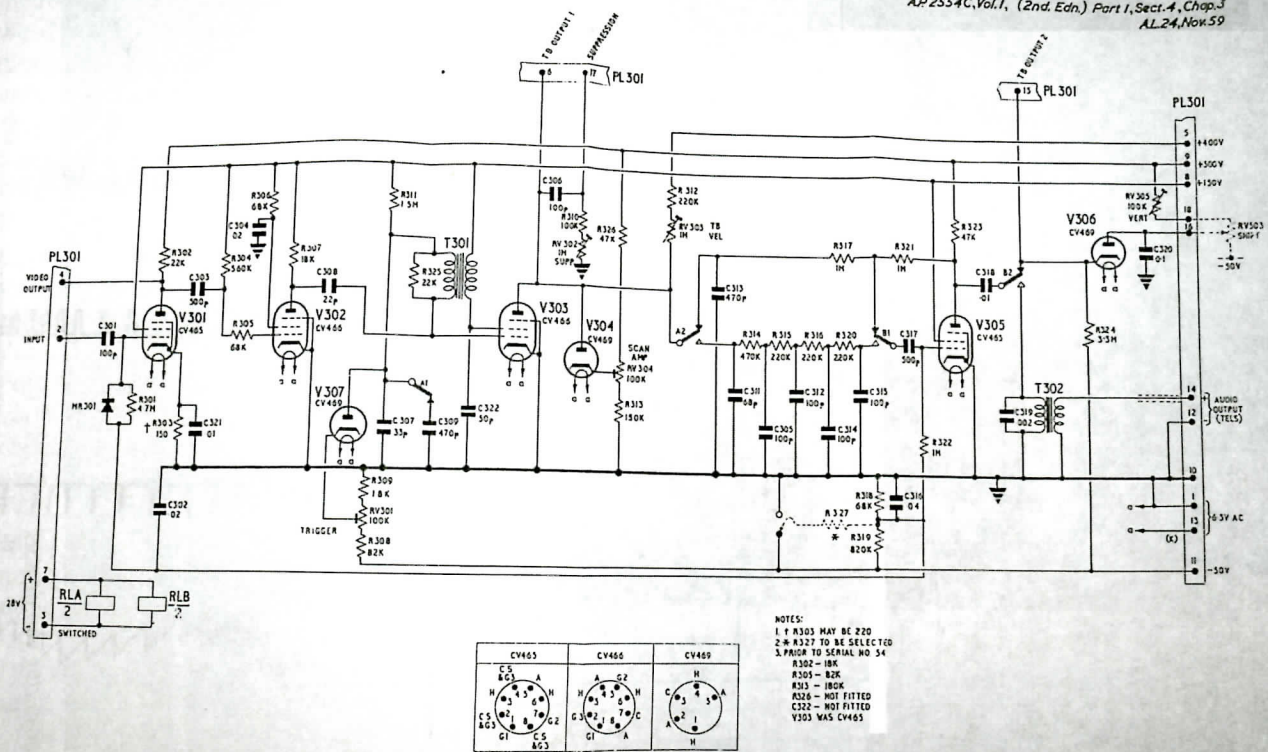 A.P.2554C, Vol.1, (2nd. Edn.) Part 1, Sect.4, Chap.3
A.L.24, Nov.59
TB OUTPUT 1
SUPPRESSION
6
17
PL301
TB OUTPUT 2
15
PL301
PL301
5
+400V
9
+300V
8
+150V
18
16
RV305
100K
VERT
RV503
SHIFT
-50V
PL301
VIDEO
OUTPUT
4
INPUT
2
C301
100p
MR301
R301
47M
R302
22K
V301
CV465
† R303
150
C321
01
C302
02
C303
500p
R304
560K
R305
68K
R306
68K
C304
02
R307
18K
V302
CV466
C308
22p
R311
1·5M
R325
22K
T301
V307
CV469
A1
C307
33p
C309
470p
C322
50p
R309
18K
RV301
100K
R308
82K
TRIGGER
V303
CV466
C306
100p
R310
100K
RV302
1M
SUPP
V304
CV469
R326
47K
SCAN
AMP
RV304
100K
R313
150K
R312
220K
RV303
1M
TB
VEL
A2
C313
470p
R317
1M
R321
1M
R314
470K
R315
220K
R316
220K
R320
220K
B1
C317
500p
C311
68p
C305
100p
C312
100p
C314
100p
C315
100p
R323
47K
V305
CV465
R322
1M
C318
·01
B2
V306
CV469
C320
0·1
R324
3·3M
T302
C319
002
14
+
12
-
AUDIO
OUTPUT
(TELS)
10
1
a
13
a
6·3V AC
(X)
11
-50V
R318
68K
C316
0·4
R327
*
R319
820K
28V
+
7
-
3
RLA
2
RLB
2
SWITCHED
NOTES:
1. † R303 MAY BE 220
2. * R327 TO BE SELECTED
3. PRIOR TO SERIAL NO 54
R302 – 18K
R305 – 82K
R313 – 180K
R326 – NOT FITTED
C322 – NOT FITTED
V303 WAS CV465
CV465
CV466
CV469